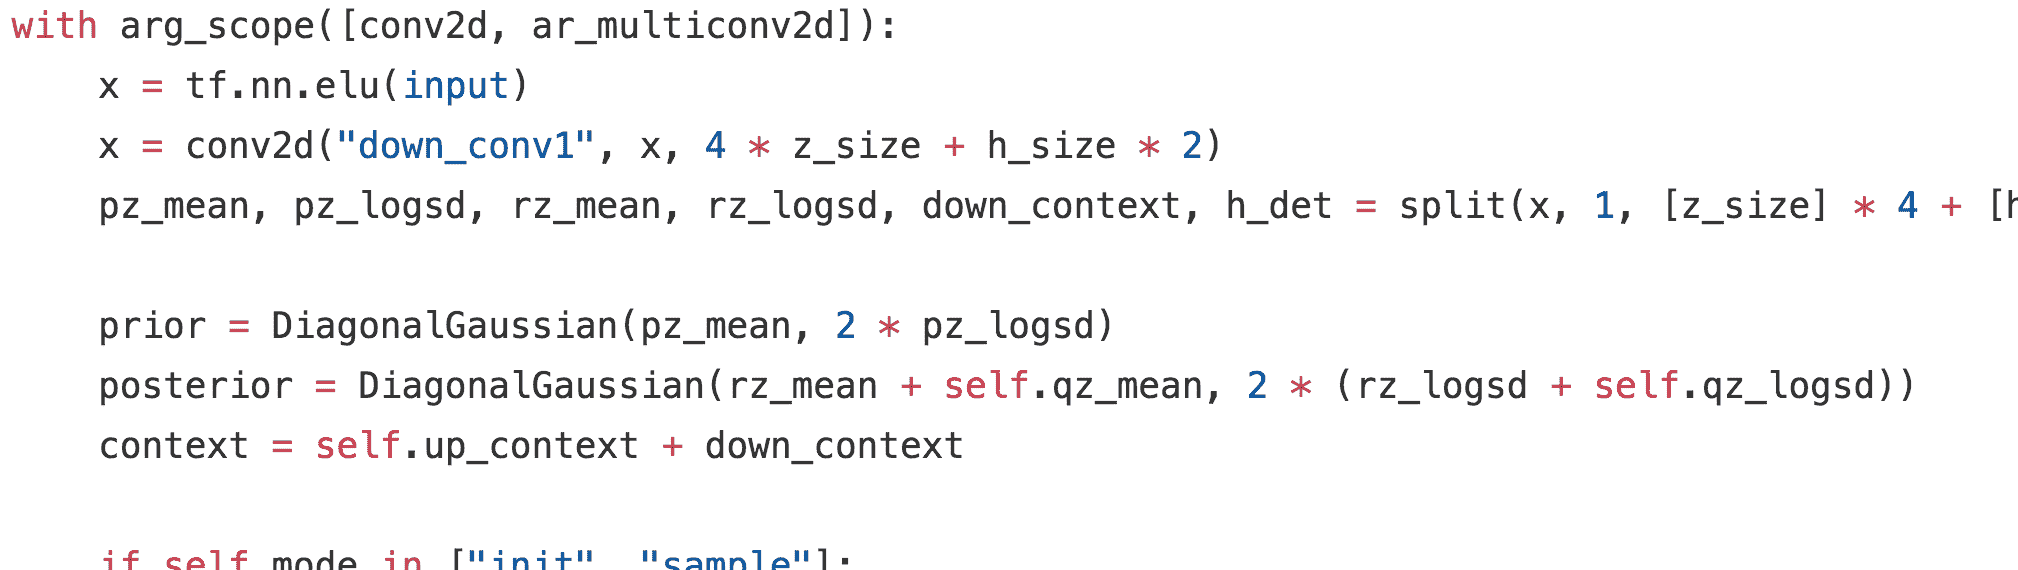 with arg_scope([conv2d, ar_multiconv2d]):
x = tf.nn.elu(input)
x = conv2d("down_conv1", x, 4 * z_size + h_size * 2)
pz_mean, pz_logsd, rz_mean, rz_logsd, down_context, h_det = split(x, 1, [z_size] * 4 + [h
prior = DiagonalGaussian(pz_mean, 2 * pz_logsd)
posterior = DiagonalGaussian(rz_mean + self.qz_mean, 2 * (rz_logsd + self.qz_logsd))
context = self.up_context + down_context
if self.mode in ["init", "sample"]: